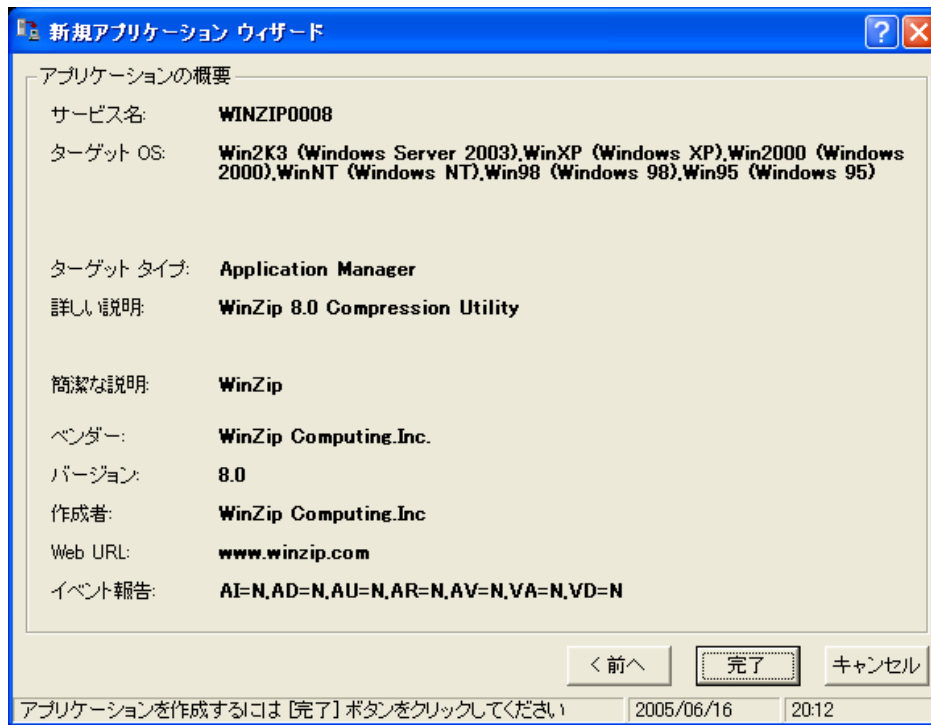 新規アプリケーション ウィザード
アプリケーションの概要
サービス名: WINZIP0008
ターゲット OS: Win2K3 (Windows Server 2003),WinXP (Windows XP),Win2000 (Windows
2000),WinNT (Windows NT),Win98 (Windows 98),Win95 (Windows 95)
ターゲット タイプ: Application Manager
詳しい説明: WinZip 8.0 Compression Utility
簡潔な説明: WinZip
ベンダー: WinZip Computing.Inc.
バージョン: 8.0
作成者: WinZip Computing.Inc
Web URL: www.winzip.com
イベント報告: AI=N,AD=N,AU=N,AR=N,AV=N,VA=N,VD=N
< 前へ 完了 キャンセル
アプリケーションを作成するには [完了] ボタンをクリックしてください 2005/06/16 20:12